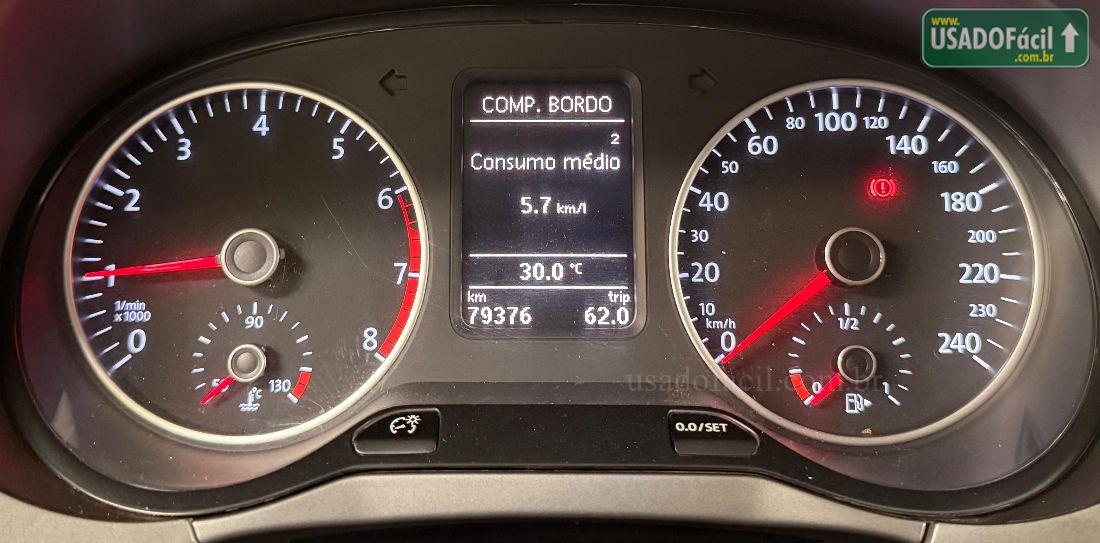 www.
USADOFácil
.com.br
COMP. BORDO
2
Consumo médio
5.7 km/l
30.0 °C
km trip
79376 62.0
0 1 2 3 4 5 6 7 8
1/min
x1000
50 90 130
°C
0 10 20 30 40 50 60 80 100 120 140 160 180 200 220 230 240
km/h
0 1/2 1
usadofácil.com.br
0.0/SET